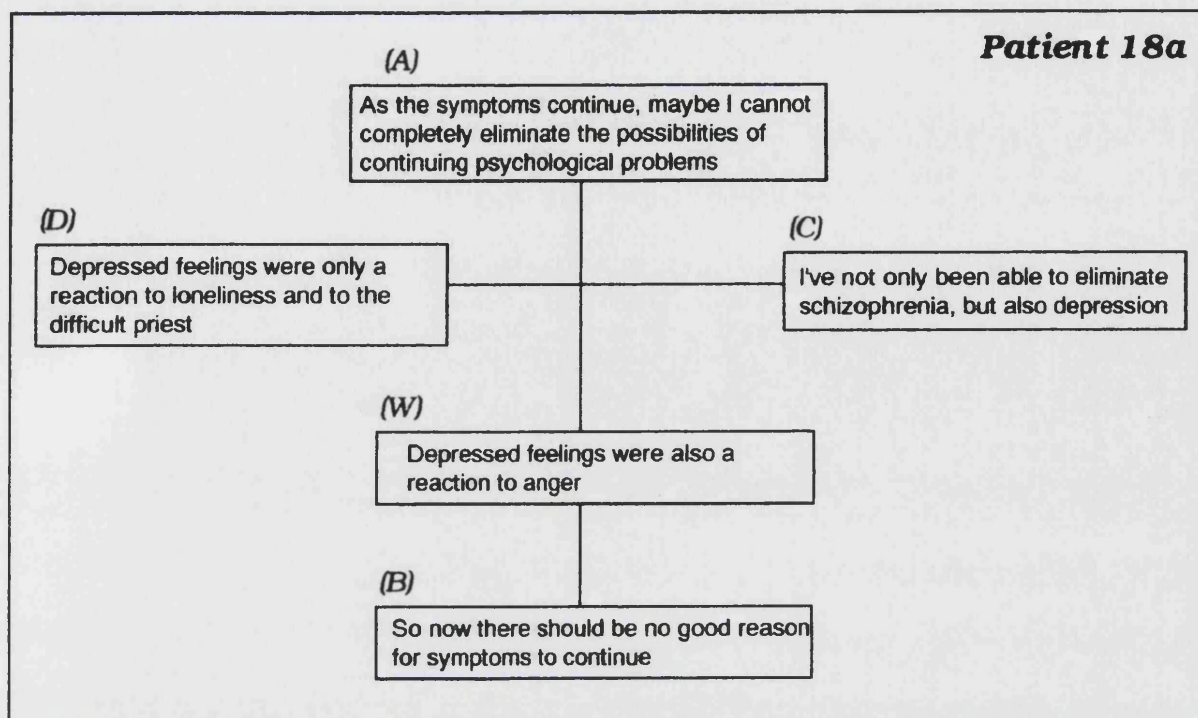 Patient 18a
(A)
As the symptoms continue, maybe I cannot
completely eliminate the possibilities of
continuing psychological problems
(D)
Depressed feelings were only a
reaction to loneliness and to the
difficult priest
(C)
I've not only been able to eliminate
schizophrenia, but also depression
(W)
Depressed feelings were also a
reaction to anger
(B)
So now there should be no good reason
for symptoms to continue